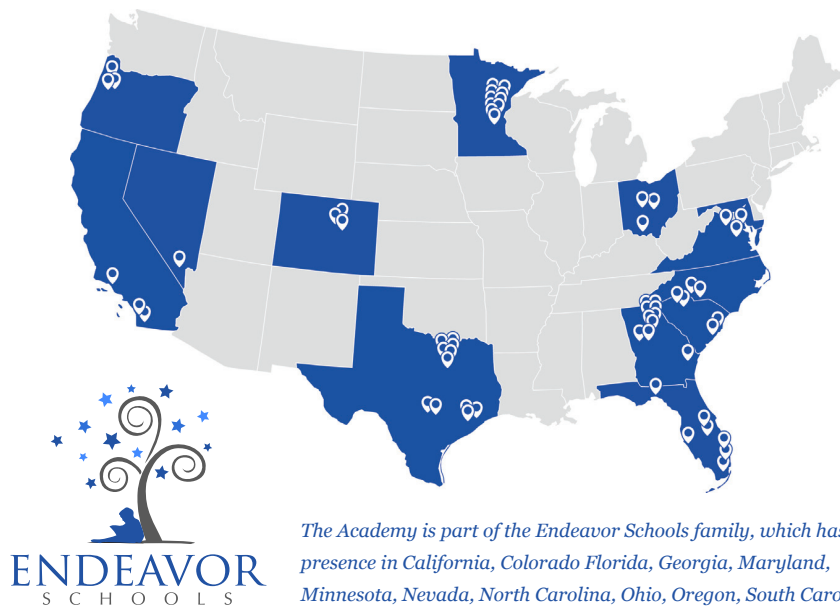 The Academy is part of the Endeavor Schools family, which has
presence in California, Colorado Florida, Georgia, Maryland,
Minnesota, Nevada, North Carolina, Ohio, Oregon, South Caro
ENDEAVOR
SCHOOLS